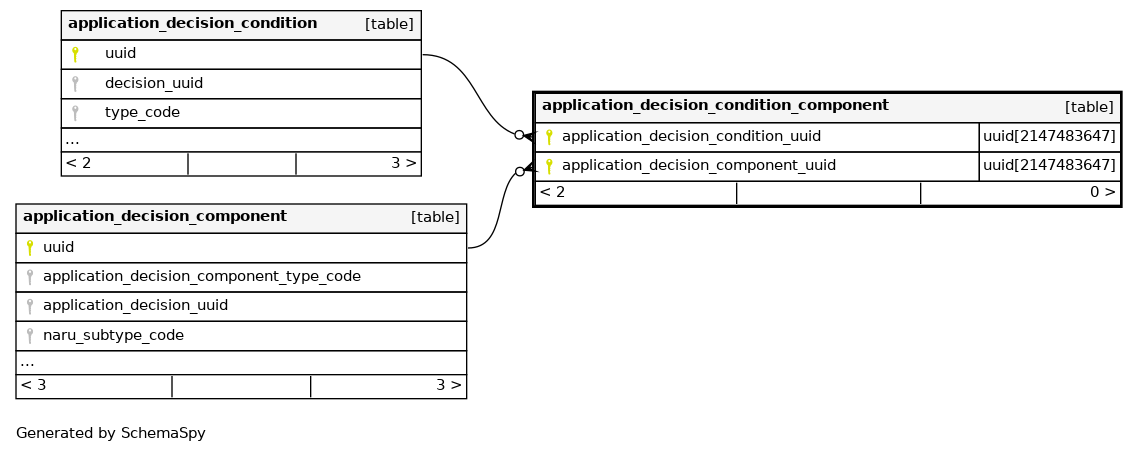 application_decision_condition [table]
uuid
decision_uuid
type_code
...
< 2 3 >
application_decision_condition_component [table]
application_decision_condition_uuid uuid[2147483647]
application_decision_component_uuid uuid[2147483647]
< 2 0 >
application_decision_component [table]
uuid
application_decision_component_type_code
application_decision_uuid
naru_subtype_code
...
< 3 3 >
Generated by SchemaSpy